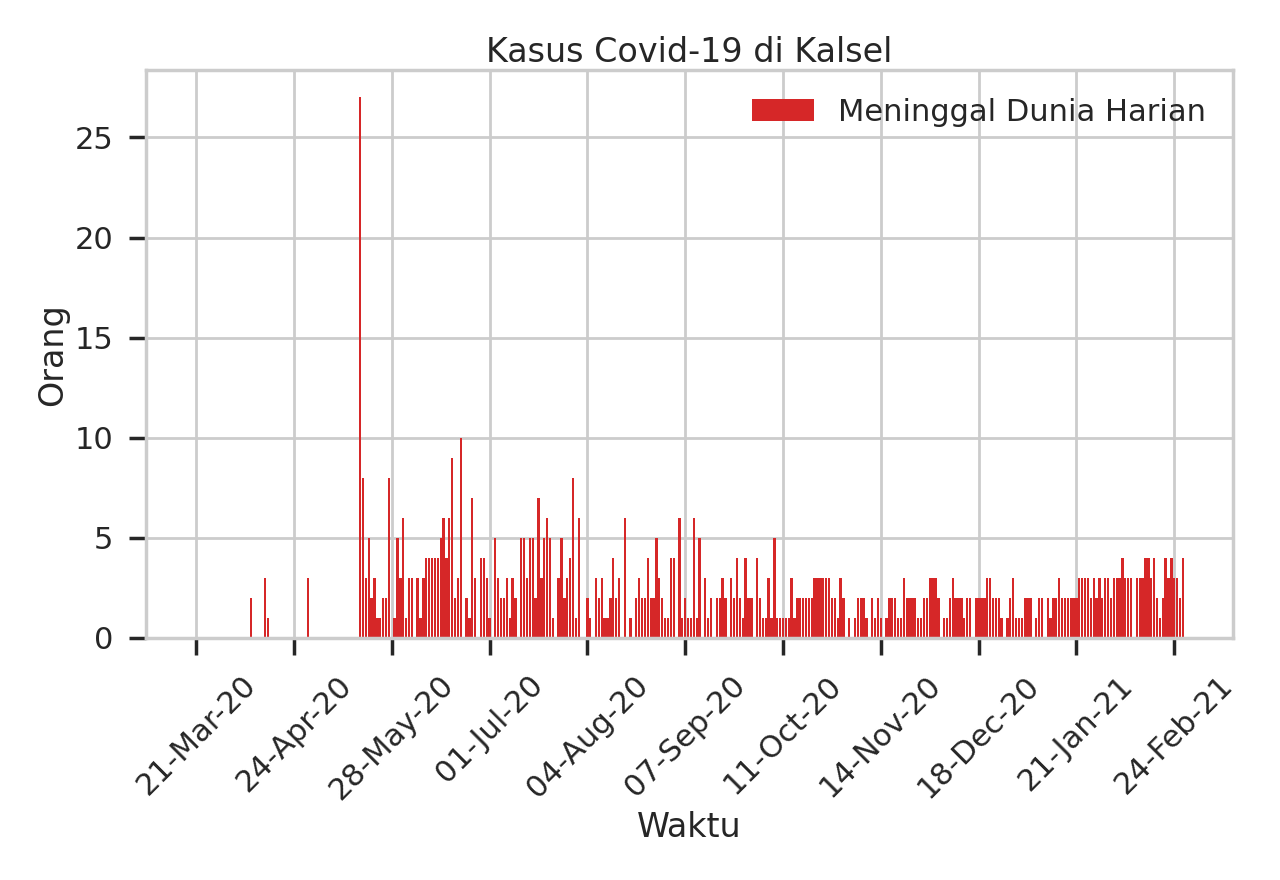 Kasus Covid-19 di Kalsel
Meninggal Dunia Harian
25
20
15
10
5
0
Orang
21-Mar-20
24-Apr-20
28-May-20
01-Jul-20
04-Aug-20
07-Sep-20
11-Oct-20
14-Nov-20
18-Dec-20
21-Jan-21
24-Feb-21
Waktu